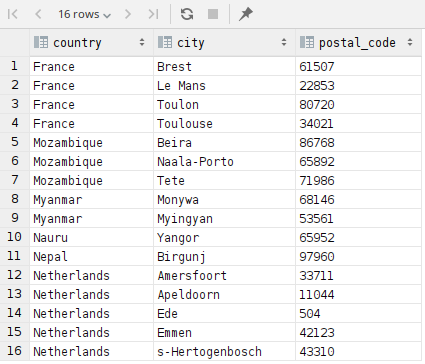 16 rows
country city postal_code
1 France Brest 61507
2 France Le Mans 22853
3 France Toulon 80720
4 France Toulouse 34021
5 Mozambique Beira 86768
6 Mozambique Naala-Porto 65892
7 Mozambique Tete 71986
8 Myanmar Monywa 68146
9 Myanmar Myingyan 53561
10 Nauru Yangor 65952
11 Nepal Birgunj 97960
12 Netherlands Amersfoort 33711
13 Netherlands Apeldoorn 11044
14 Netherlands Ede 504
15 Netherlands Emmen 42123
16 Netherlands s-Hertogenbosch 43310